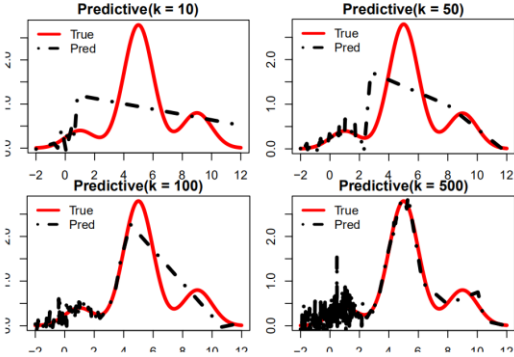 Predictive(k = 10)
True
Pred
0.0 1.0 2.0
-2 0 2 4 6 8 10 12
Predictive(k = 50)
True
Pred
0.0 1.0 2.0
-2 0 2 4 6 8 10 12
Predictive(k = 100)
True
Pred
0.0 1.0 2.0
-2 0 2 4 6 8 10 12
Predictive(k = 500)
True
Pred
0.0 1.0 2.0
-2 0 2 4 6 8 10 12